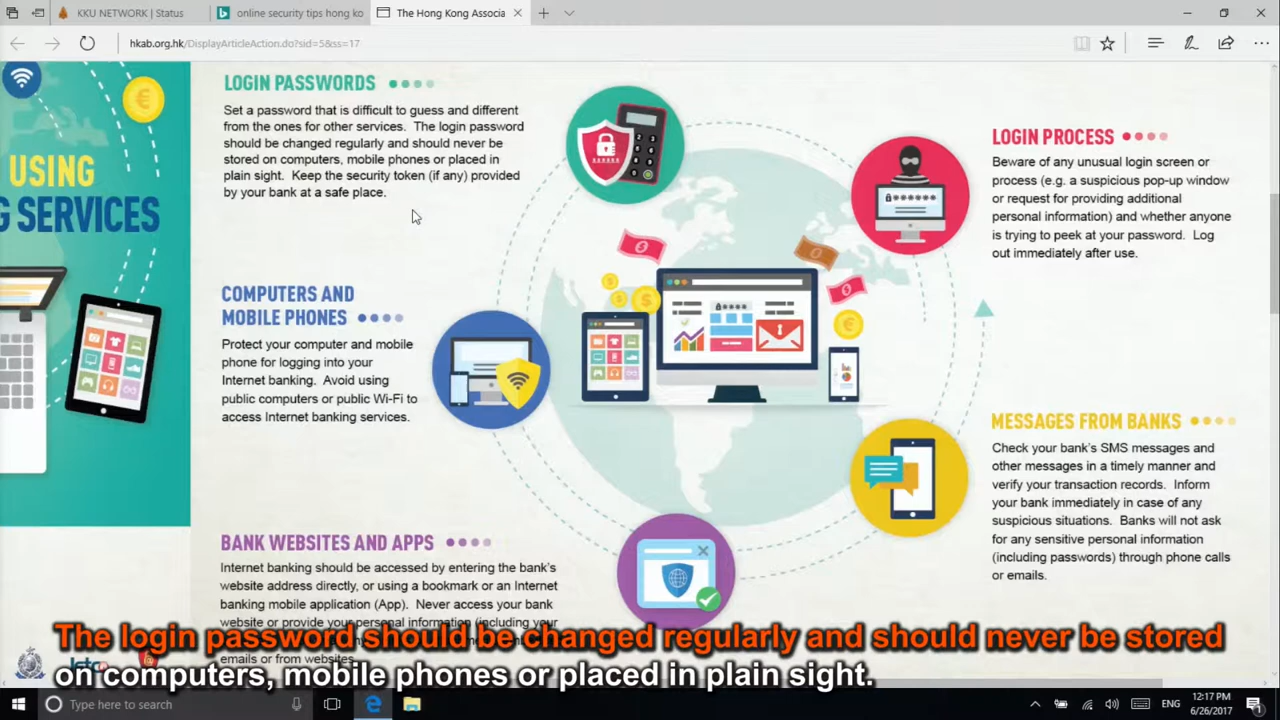 KKU NETWORK | Status
online security tips hong ko
The Hong Kong Associa
hkab.org.hk/DisplayArticleAction.do?sid=5&ss=17
USING
G SERVICES
LOGIN PASSWORDS
Set a password that is difficult to guess and different
from the ones for other services. The login password
should be changed regularly and should never be
stored on computers, mobile phones or placed in
plain sight. Keep the security token (if any) provided
by your bank at a safe place.
LOGIN PROCESS
Beware of any unusual login screen or
process (e.g. a suspicious pop-up window
or request for providing additional
personal information) and whether anyone
is trying to peek at your password. Log
out immediately after use.
COMPUTERS AND
MOBILE PHONES
Protect your computer and mobile
phone for logging into your
Internet banking. Avoid using
public computers or public Wi-Fi to
access Internet banking services.
MESSAGES FROM BANKS
Check your bank's SMS messages and
other messages in a timely manner and
verify your transaction records. Inform
your bank immediately in case of any
suspicious situations. Banks will not ask
for any sensitive personal information
(including passwords) through phone calls
or emails.
BANK WEBSITES AND APPS
Internet banking should be accessed by entering the bank's
website address directly, or using a bookmark or an Internet
banking mobile application (App). Never access your bank
website or provide your personal information (including your
emails or from websites.
The login password should be changed regularly and should never be stored
on computers, mobile phones or placed in plain sight.
Type here to search
ENG
12:17 PM
6/26/2017